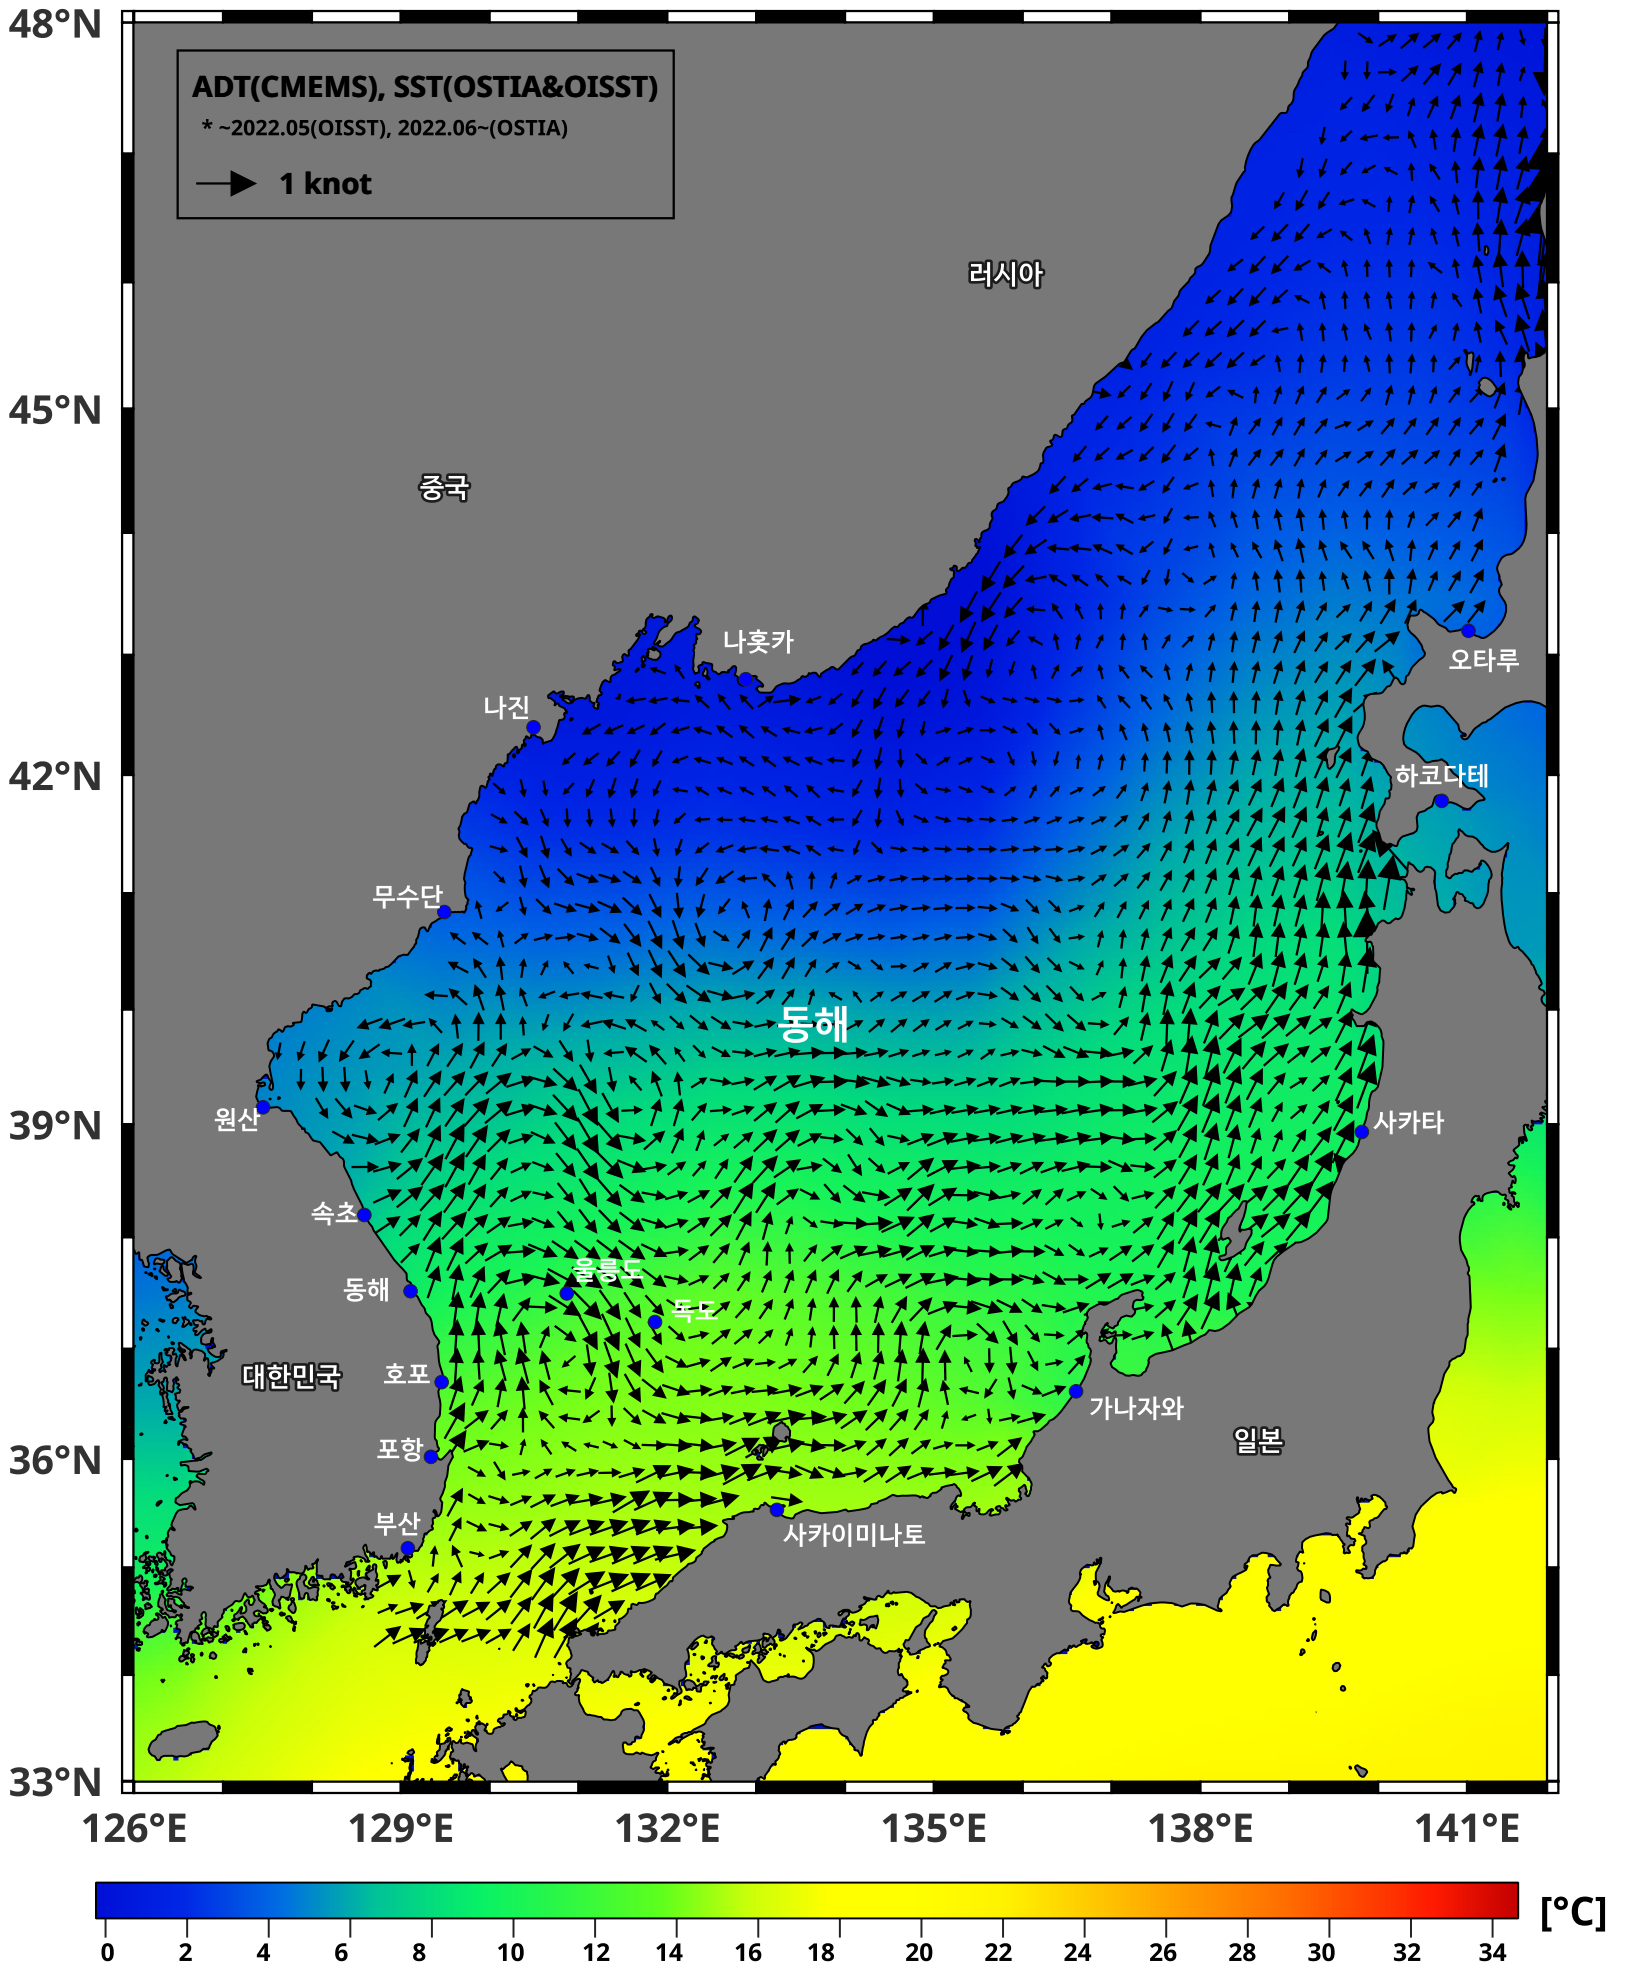 48°N
ADT(CMEMS), SST(OSTIA&OISST)
* ~2022.05(OISST), 2022.06~(OSTIA)
1 knot
러시아
45°N
중국
나홋카
오타루
나진
42°N
하코다테
무수단
동해
39°N
원산
사카타
속초
울릉도
동해
독도
대한민국
호포
가나자와
일본
포항
36°N
부산
사카이미나토
33°N
126°E 129°E 132°E 135°E 138°E 141°E
[°C]
0 2 4 6 8 10 12 14 16 18 20 22 24 26 28 30 32 34